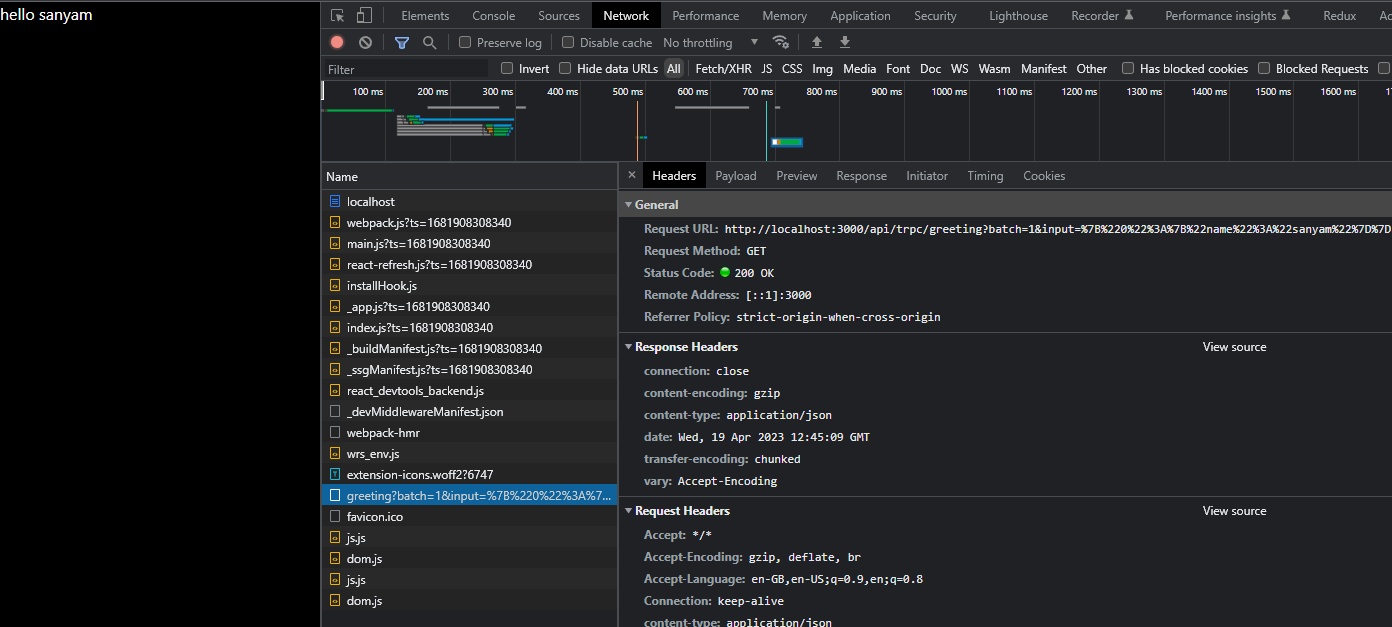 hello sanyam
Elements Console Sources Network Performance Memory Application Security Lighthouse Recorder Performance insights Redux
Preserve log Disable cache No throttling
Filter Invert Hide data URLs All Fetch/XHR JS CSS Img Media Font Doc WS Wasm Manifest Other Has blocked cookies Blocked Requests
100 ms 200 ms 300 ms 400 ms 500 ms 600 ms 700 ms 800 ms 900 ms 1000 ms 1100 ms 1200 ms 1300 ms 1400 ms 1500 ms 1600 ms
Name
localhost
webpack.js?ts=1681908308340
main.js?ts=1681908308340
react-refresh.js?ts=1681908308340
installHook.js
_app.js?ts=1681908308340
index.js?ts=1681908308340
_buildManifest.js?ts=1681908308340
_ssgManifest.js?ts=1681908308340
react_devtools_backend.js
_devMiddlewareManifest.json
webpack-hmr
wrs_env.js
extension-icons.woff2?6747
greeting?batch=1&input=%7B%220%22%3A%7...
favicon.ico
js.js
dom.js
js.js
dom.js
× Headers Payload Preview Response Initiator Timing Cookies
General
Request URL: http://localhost:3000/api/trpc/greeting?batch=1&input=%7B%220%22%3A%7B%22name%22%3A%22sanyam%22%7D%7D
Request Method: GET
Status Code: 200 OK
Remote Address: [::1]:3000
Referrer Policy: strict-origin-when-cross-origin
Response Headers View source
connection: close
content-encoding: gzip
content-type: application/json
date: Wed, 19 Apr 2023 12:45:09 GMT
transfer-encoding: chunked
vary: Accept-Encoding
Request Headers View source
Accept: */*
Accept-Encoding: gzip, deflate, br
Accept-Language: en-GB,en-US;q=0.9,en;q=0.8
Connection: keep-alive
content-type: application/json